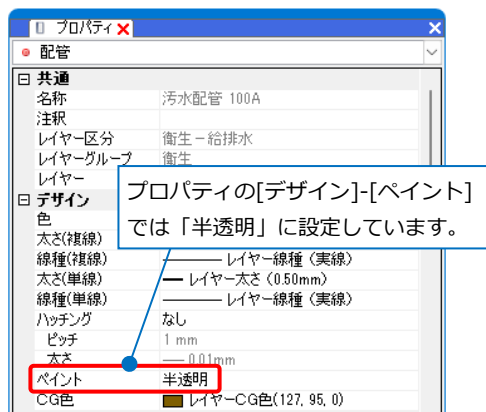 プロパティ
配管
共通
名称 汚水配管 100A
注釈
レイヤー区分 衛生－給排水
レイヤーグループ 衛生
レイヤー
プロパティの[デザイン]-[ペイント]
では「半透明」に設定しています。
デザイン
色
太さ(複線)
線種(複線) レイヤー線種（実線）
太さ(単線) レイヤー太さ（0.50mm）
線種(単線) レイヤー線種（実線）
ハッチング なし
ピッチ 1 mm
太さ 0.01mm
ペイント 半透明
CG色 レイヤーCG色(127, 95, 0)